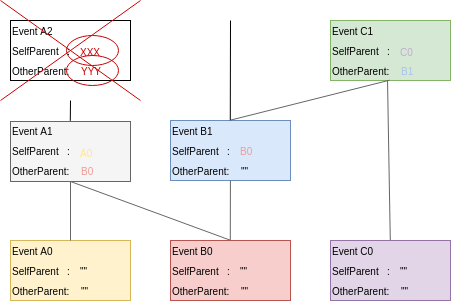 Event A2
SelfParent : XXX
OtherParent: YYY
Event C1
SelfParent : C0
OtherParent: B1
Event A1
SelfParent : A0
OtherParent: B0
Event B1
SelfParent : B0
OtherParent: ""
Event A0
SelfParent : ""
OtherParent: ""
Event B0
SelfParent : ""
OtherParent: ""
Event C0
SelfParent : ""
OtherParent: ""